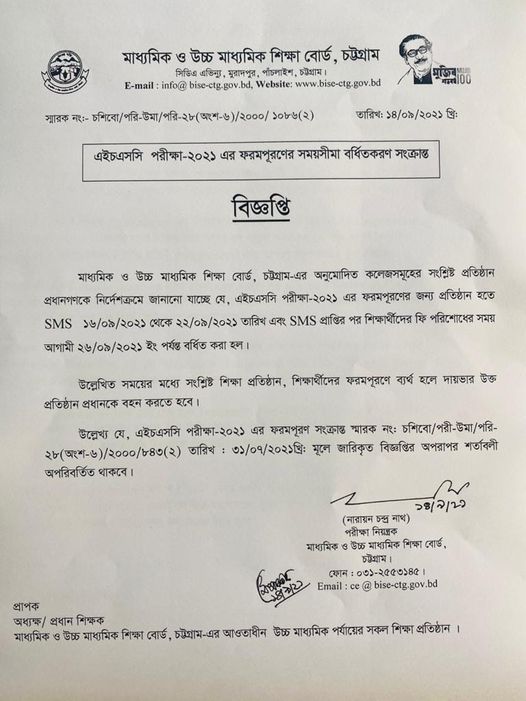 মাধ্যমিক ও উচ্চ মাধ্যমিক শিক্ষা বোর্ড, চট্টগ্রাম
সিডিএ এভিন্যু, মুরাদপুর, পাঁচলাইশ, চট্টগ্রাম।
E-mail : info@ bise-ctg.gov.bd, Website: www.bise-ctg.gov.bd
মুজিব
100
স্মারক নং:- চশিবো/পরি-উমা/পরি-২৮(অংশ-৬)/২০০০/ ১০৮৬(২) তারিখ: ১৪/০৯/২০২১ খ্রি:
এইচএসসি পরীক্ষা-২০২১ এর ফরমপূরণের সময়সীমা বর্ধিতকরণ সংক্রান্ত
বিজ্ঞপ্তি
মাধ্যমিক ও উচ্চ মাধ্যমিক শিক্ষা বোর্ড, চট্টগ্রাম-এর অনুমোদিত কলেজসমূহের সংশ্লিষ্ট প্রতিষ্ঠান
প্রধানগণকে নির্দেশক্রমে জানানো যাচ্ছে যে, এইচএসসি পরীক্ষা-২০২১ এর ফরমপূরণের জন্য প্রতিষ্ঠান হতে
SMS ১৬/০৯/২০২১ থেকে ২২/০৯/২০২১ তারিখ এবং SMS প্রাপ্তির পর শিক্ষার্থীদের ফি পরিশোধের সময়
আগামী ২৬/০৯/২০২১ ইং পর্যন্ত বর্ধিত করা হল।
উল্লেখিত সময়ের মধ্যে সংশ্লিষ্ট শিক্ষা প্রতিষ্ঠান, শিক্ষার্থীদের ফরমপূরণে ব্যর্থ হলে দায়ভার উক্ত
প্রতিষ্ঠান প্রধানকে বহন করতে হবে।
উল্লেখ্য যে, এইচএসসি পরীক্ষা-২০২১ এর ফরমপূরণ সংক্রান্ত স্মারক নং: চশিবো/পরী-উমা/পরি-
২৮(অংশ-৬)/২০০০/৮৪৩(২) তারিখ : ৩১/০৭/২০২১খ্রি: মূলে জারিকৃত বিজ্ঞপ্তির অপরাপর শর্তাবলী
অপরিবর্তিত থাকবে।
১৪/৯/২১
(নারায়ন চন্দ্র নাথ)
পরীক্ষা নিয়ন্ত্রক
মাধ্যমিক ও উচ্চ মাধ্যমিক শিক্ষা বোর্ড,
চট্টগ্রাম।
ফোন : ০৩১-২৫৫৩১৪৫।
Email : ce @ bise-ctg.gov.bd
প্রাপক
অধ্যক্ষ/ প্রধান শিক্ষক
মাধ্যমিক ও উচ্চ মাধ্যমিক শিক্ষা বোর্ড, চট্টগ্রাম-এর আওতাধীন উচ্চ মাধ্যমিক পর্যায়ের সকল শিক্ষা প্রতিষ্ঠান ।